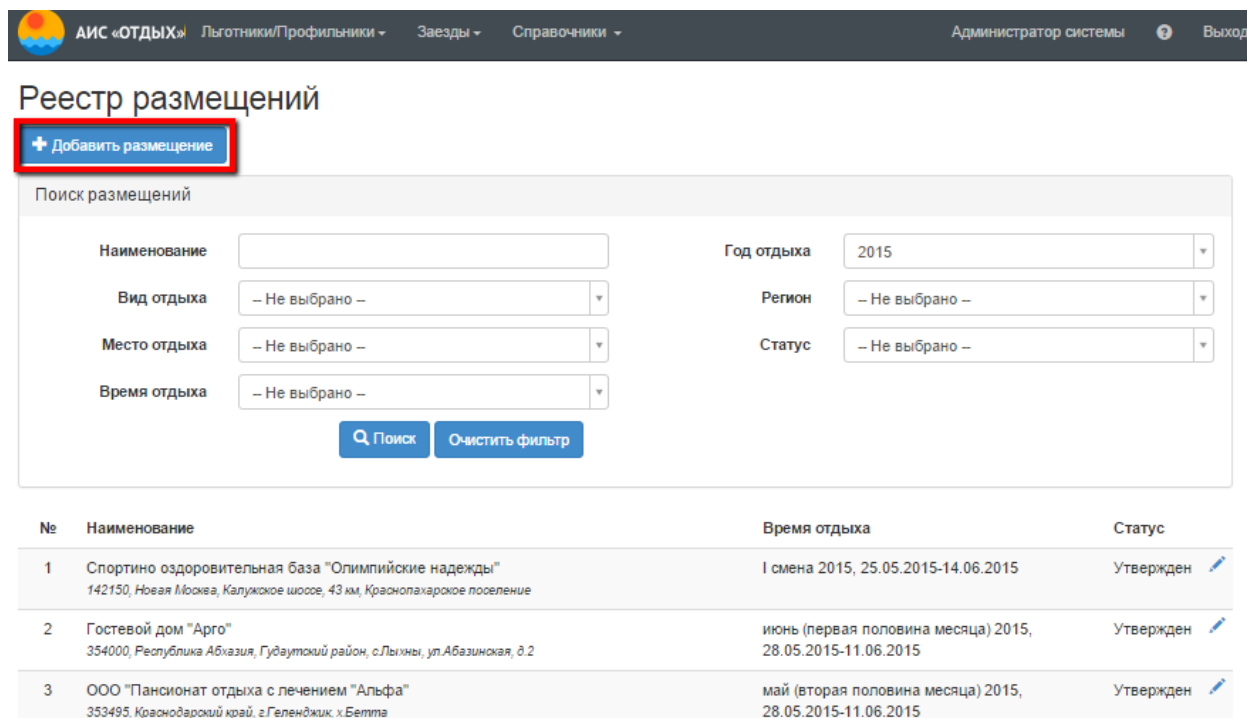 АИС «ОТДЫХ» Льготники/Профильники Заезды Справочники Администратор системы Выход
Реестр размещений
Добавить размещение
Поиск размещений
Наименование Год отдыха 2015
Вид отдыха -- Не выбрано -- Регион -- Не выбрано --
Место отдыха -- Не выбрано -- Статус -- Не выбрано --
Время отдыха -- Не выбрано --
Поиск Очистить фильтр
№ Наименование Время отдыха Статус
1 Спортино оздоровительная база "Олимпийские надежды" I смена 2015, 25.05.2015-14.06.2015 Утвержден
142150, Новая Москва, Калужское шоссе, 43 км, Краснопахарское поселение
2 Гостевой дом "Арго" июнь (первая половина месяца) 2015, Утвержден
354000, Республика Абхазия, Гудаутский район, с.Лыхны, ул.Абазинская, д.2 28.05.2015-11.06.2015
3 ООО "Пансионат отдыха с лечением "Альфа" май (вторая половина месяца) 2015, Утвержден
353495, Краснодарский край, г.Геленджик, х.Бетта 28.05.2015-11.06.2015